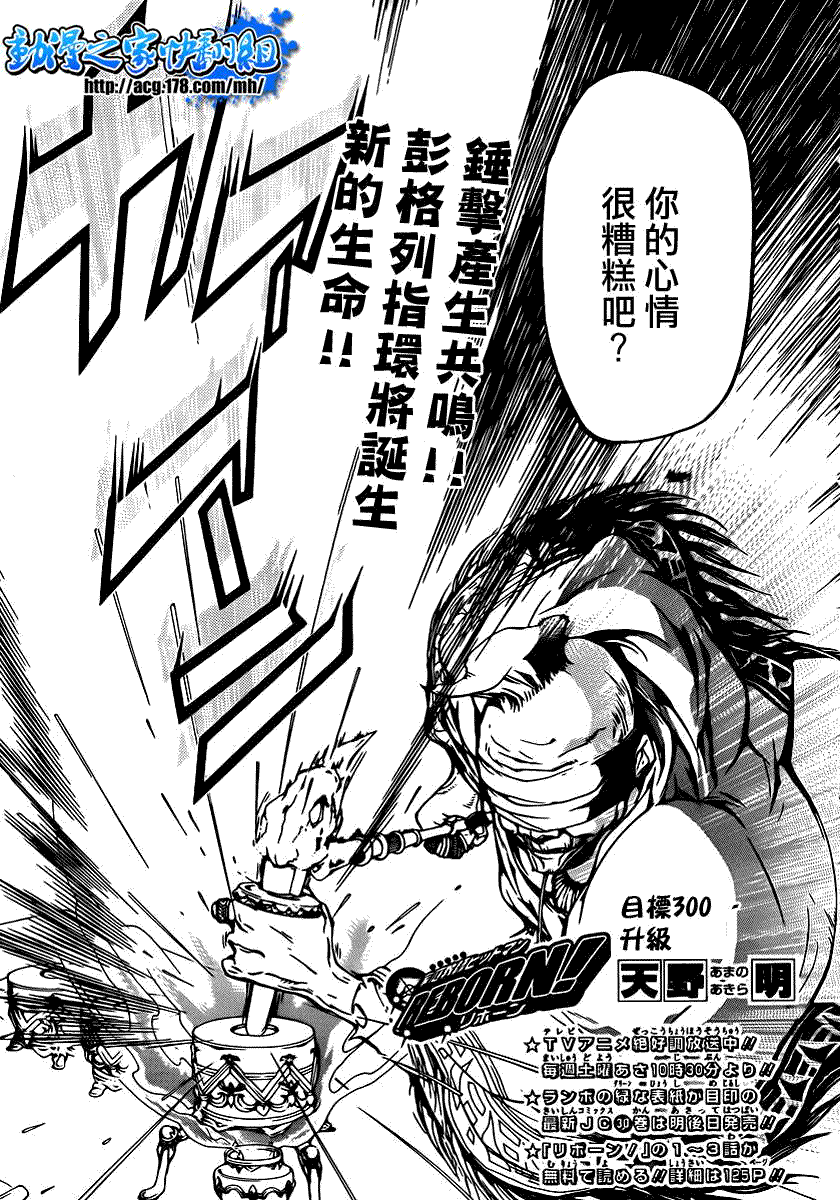 動漫之家快翻組
http://acg.178.com/mh/
你的心情
很糟糕吧?
錘擊產生共鳴!!
彭格列指環將誕生
新的生命!!
目標300
升級
REBORN!
リボーン
天野明
あまの
あきら
☆TVアニメ絶好調放送中!!
毎週土曜あさ10時30分より!!
☆ランボの緑な表紙が目印の
最新JC30巻は明後日発売!!
☆『リボーン!』の1~3話が
無料で読める!!詳細は125P!!